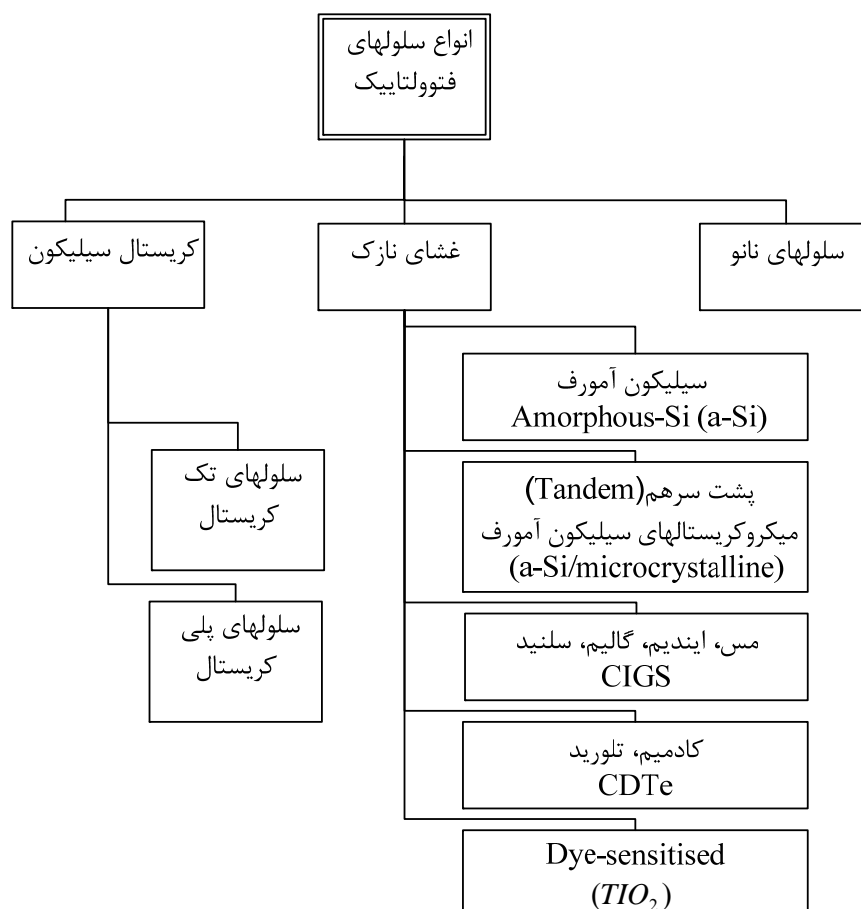 انواع سلولهای
فتوولتاییک
کریستال سیلیکون
غشای نازک
سلولهای نانو
سلولهای تک
کریستال
سلولهای پلی
کریستال
سیلیکون آمورف
Amorphous-Si (a-Si)
پشت سرهم(Tandem)
میکروکریستالهای سیلیکون آمورف
(a-Si/microcrystalline)
مس، ایندیم، گالیم، سلنید
CIGS
کادمیم، تلورید
CDTe
Dye-sensitised
(TIO₂)